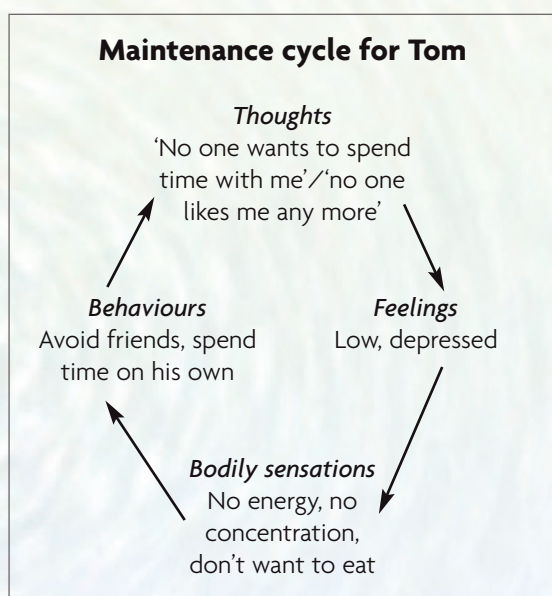 Maintenance cycle for Tom
Thoughts
‘No one wants to spend
time with me’/‘no one
likes me any more’
Behaviours
Avoid friends, spend
time on his own
Feelings
Low, depressed
Bodily sensations
No energy, no
concentration,
don’t want to eat